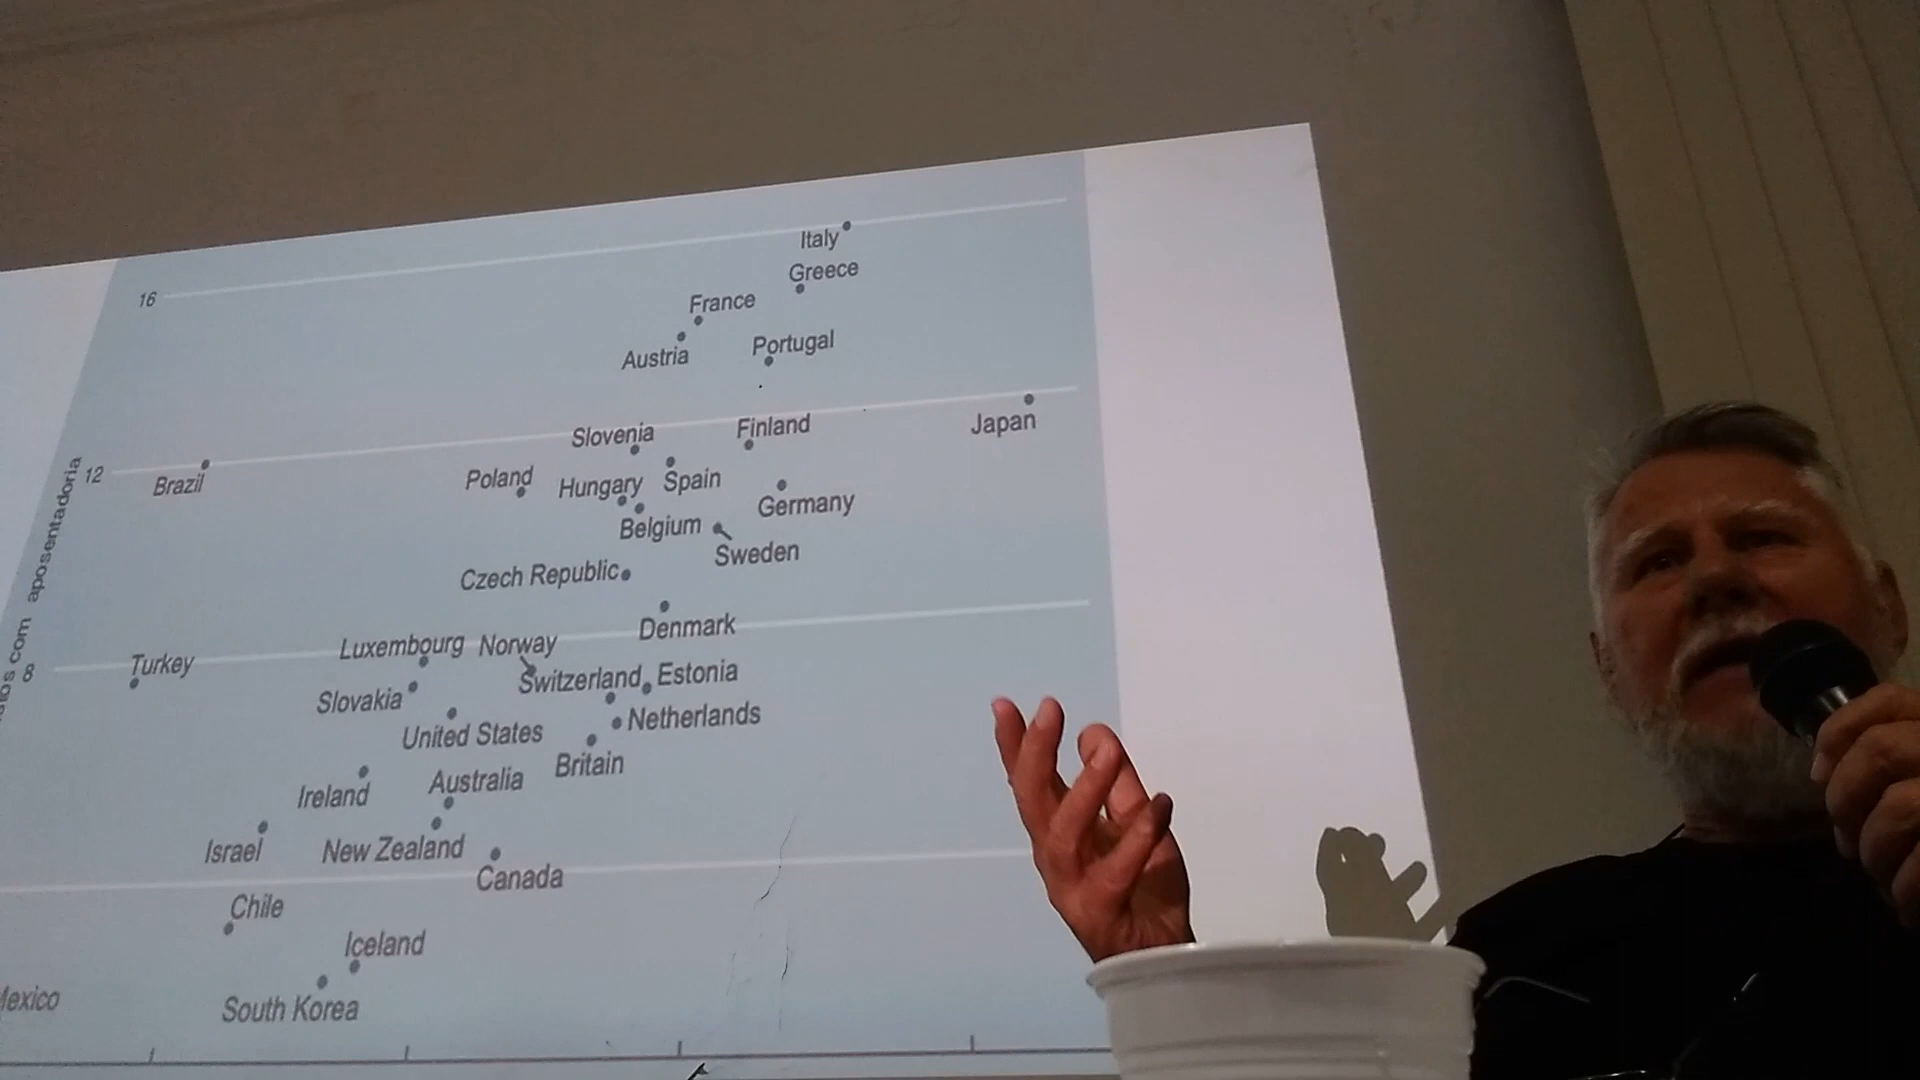 Italy
Greece
16
France
Austria
Portugal
Slovenia
Finland
Japan
12
Brazil
Poland
Hungary
Spain
Germany
Belgium
Sweden
Czech Republic
Denmark
Luxembourg
Norway
8
Turkey
Switzerland
Estonia
Slovakia
United States
Netherlands
Britain
Ireland
Australia
Israel
New Zealand
Canada
Chile
Iceland
South Korea
com aposentadoria